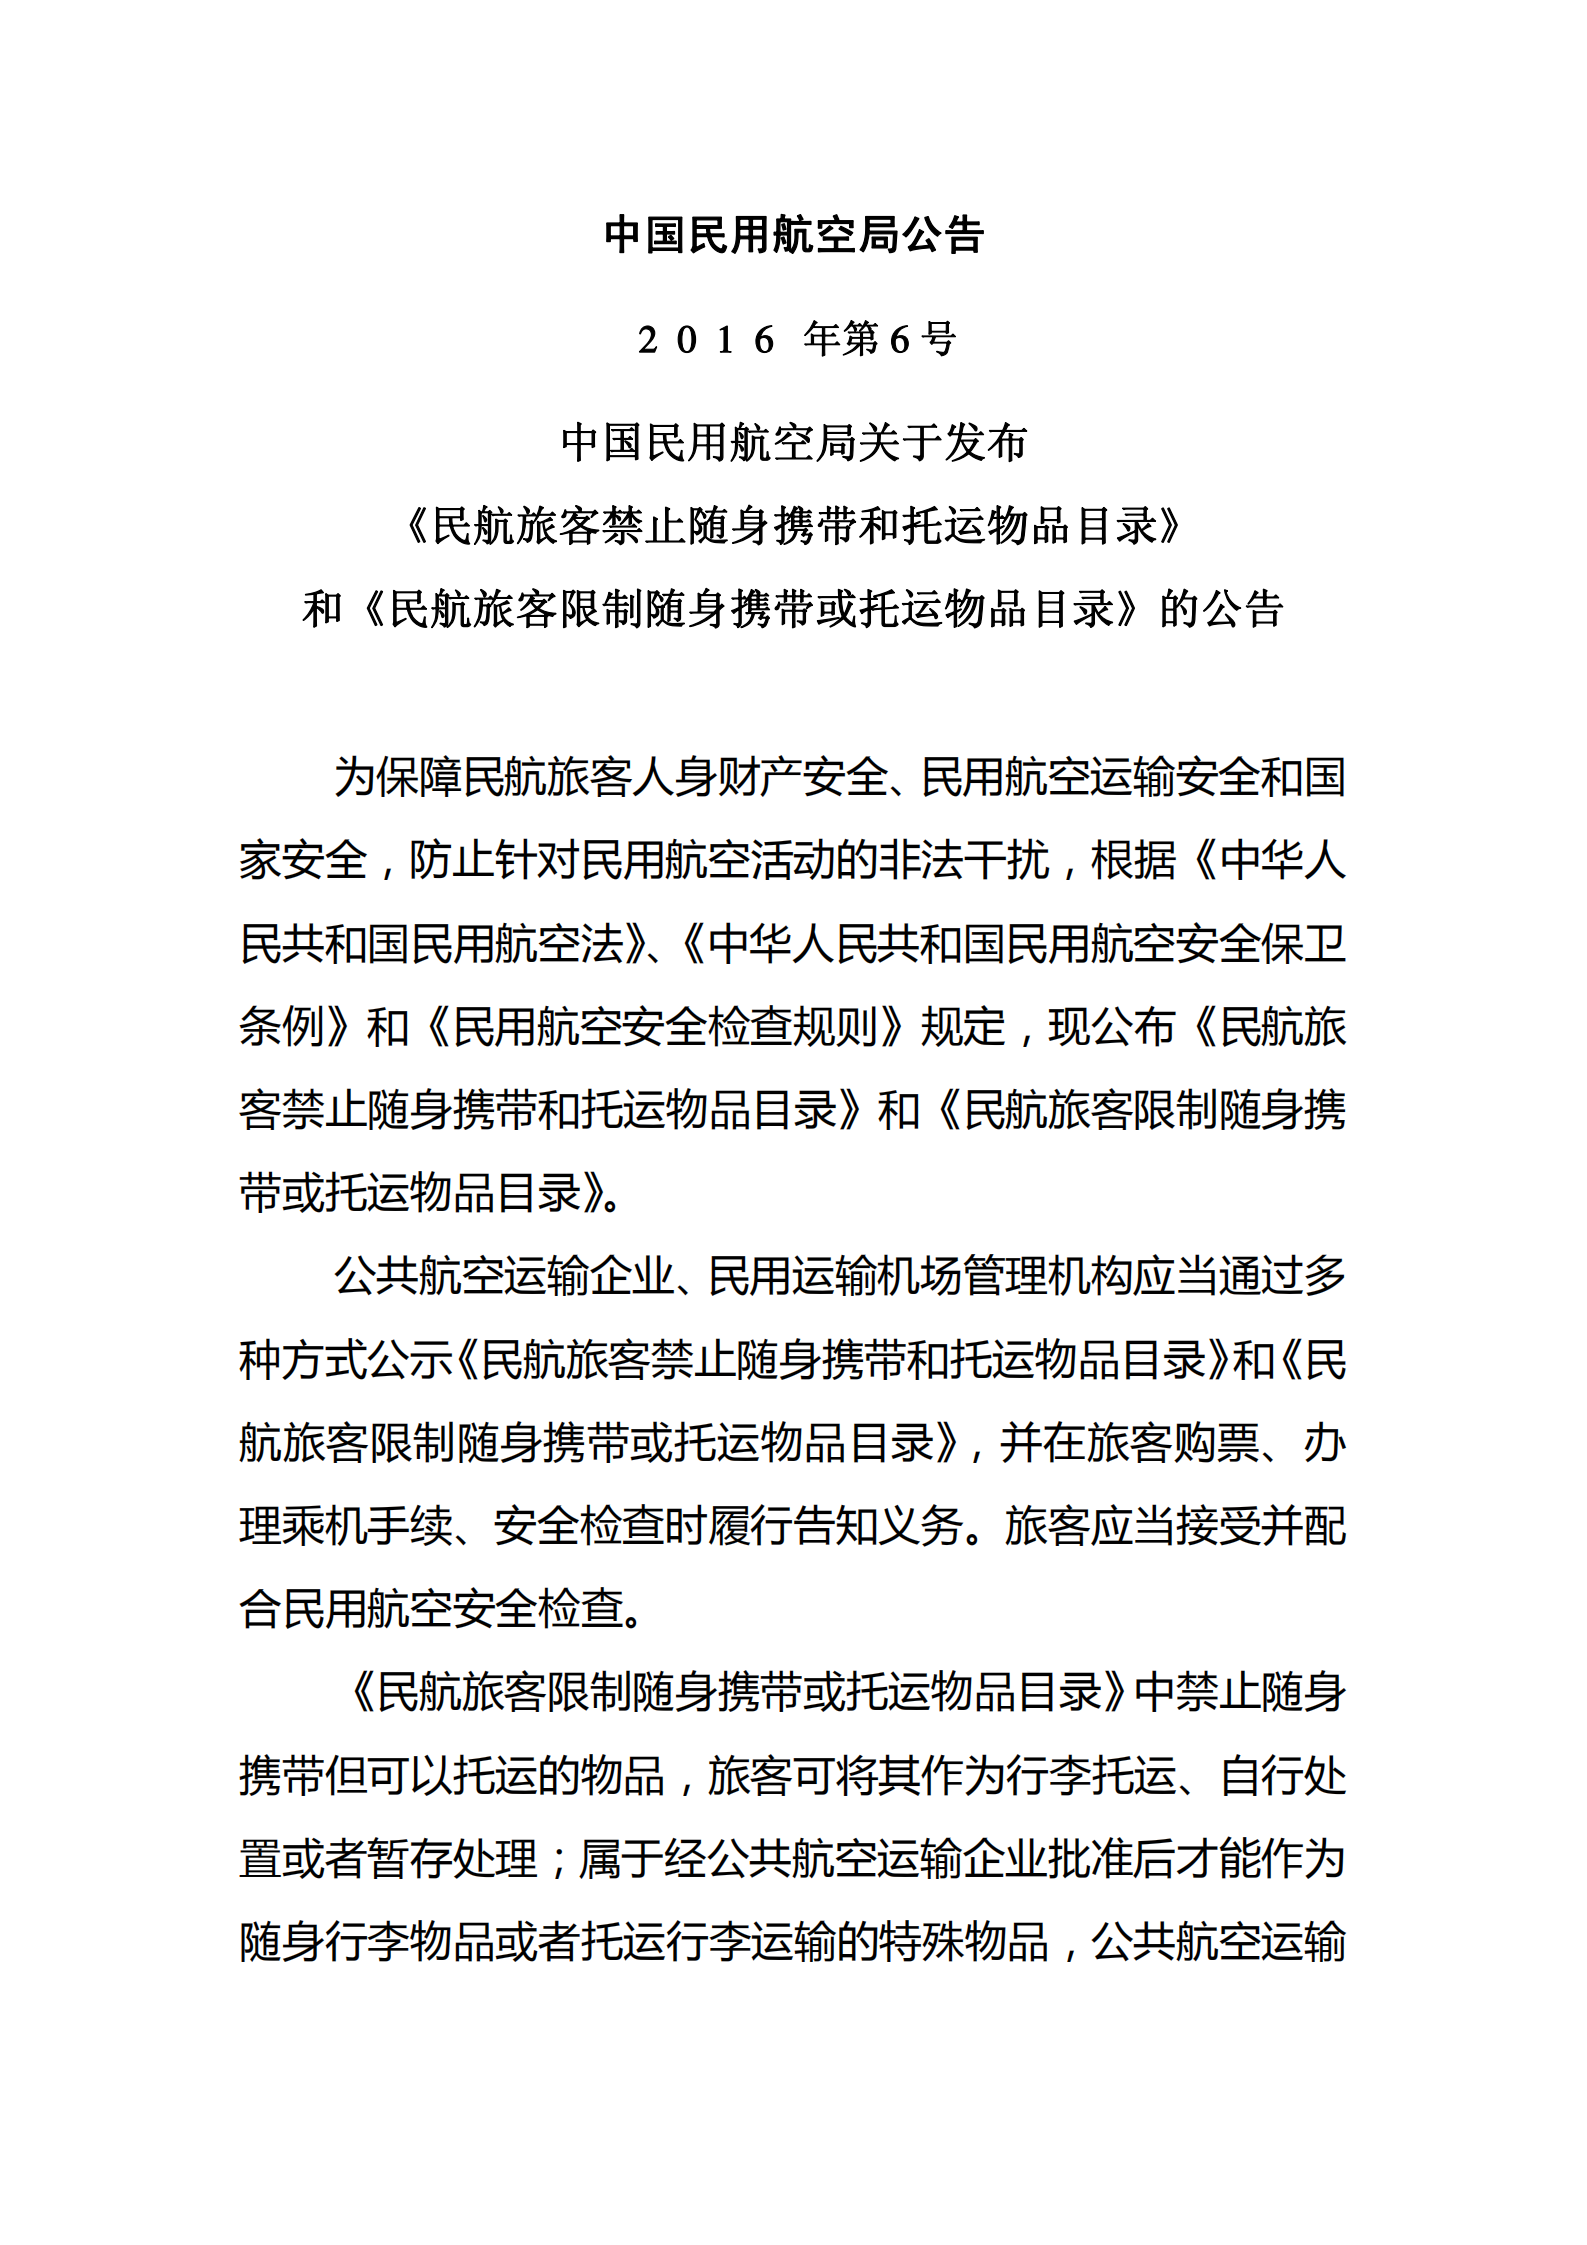 中国民用航空局公告
２０１６ 年第6号
中国民用航空局关于发布
《民航旅客禁止随身携带和托运物品目录》
和《民航旅客限制随身携带或托运物品目录》的公告
为保障民航旅客人身财产安全、民用航空运输安全和国
家安全，防止针对民用航空活动的非法干扰，根据《中华人
民共和国民用航空法》、《中华人民共和国民用航空安全保卫
条例》和《民用航空安全检查规则》规定，现公布《民航旅
客禁止随身携带和托运物品目录》和《民航旅客限制随身携
带或托运物品目录》。
公共航空运输企业、民用运输机场管理机构应当通过多
种方式公示《民航旅客禁止随身携带和托运物品目录》和《民
航旅客限制随身携带或托运物品目录》，并在旅客购票、办
理乘机手续、安全检查时履行告知义务。旅客应当接受并配
合民用航空安全检查。
《民航旅客限制随身携带或托运物品目录》中禁止随身
携带但可以托运的物品，旅客可将其作为行李托运、自行处
置或者暂存处理；属于经公共航空运输企业批准后才能作为
随身行李物品或者托运行李运输的特殊物品，公共航空运输